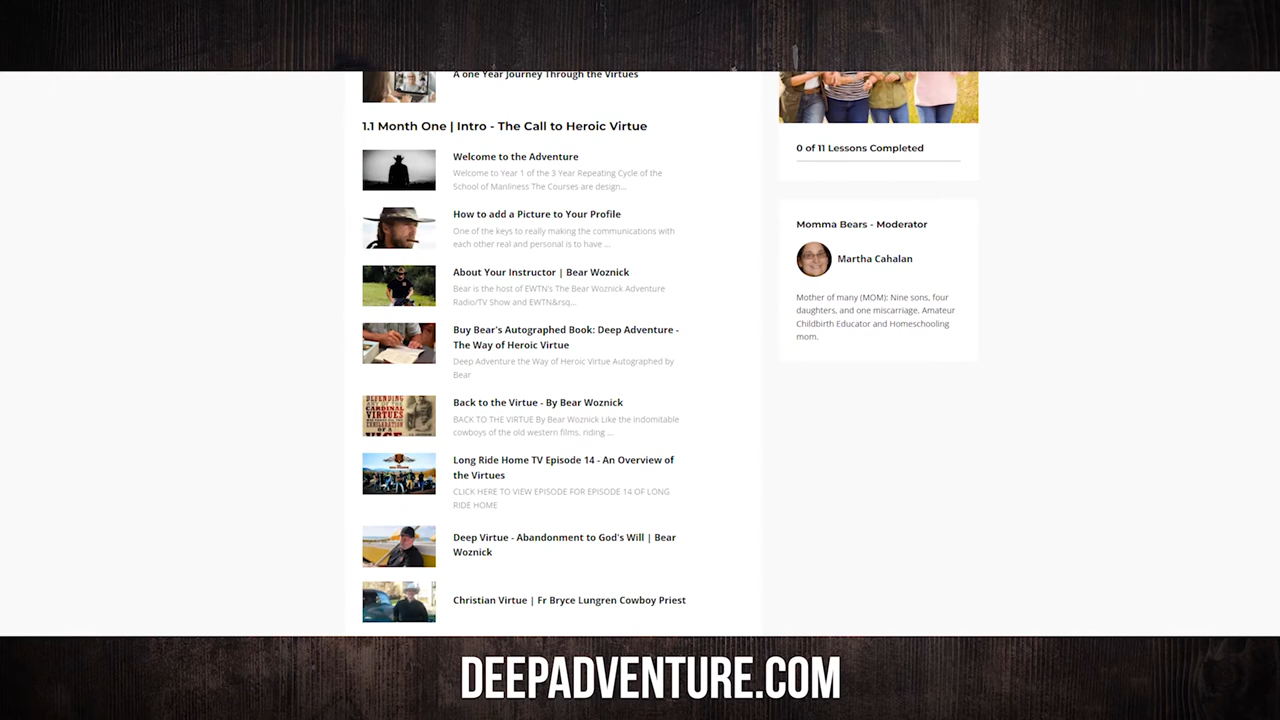 A one Year Journey Through the Virtues
1.1 Month One | Intro - The Call to Heroic Virtue
Welcome to the Adventure
Welcome to Year 1 of the 3 Year Repeating Cycle of the
School of Manliness The Courses are design...
How to add a Picture to Your Profile
One of the keys to really making the communications with
each other real and personal is to have ...
About Your Instructor | Bear Woznick
Bear is the host of EWTN's The Bear Woznick Adventure
Radio/TV Show and EWTN&rsq...
Buy Bear's Autographed Book: Deep Adventure -
The Way of Heroic Virtue
Deep Adventure the Way of Heroic Virtue Autographed by
Bear
DEFENDING
ANY OF THE
CARDINAL
VIRTUES
EXHILARATION
OF A
VICE
Back to the Virtue - By Bear Woznick
BACK TO THE VIRTUE By Bear Woznick Like the indomitable
cowboys of the old western films, riding ...
Long Ride Home TV Episode 14 - An Overview of
the Virtues
CLICK HERE TO VIEW EPISODE FOR EPISODE 14 OF LONG
RIDE HOME
Deep Virtue - Abandonment to God's Will | Bear
Woznick
Christian Virtue | Fr Bryce Lungren Cowboy Priest
0 of 11 Lessons Completed
Momma Bears - Moderator
Martha Cahalan
Mother of many (MOM): Nine sons, four
daughters, and one miscarriage. Amateur
Childbirth Educator and Homeschooling
mom.
DEEPADVENTURE.COM